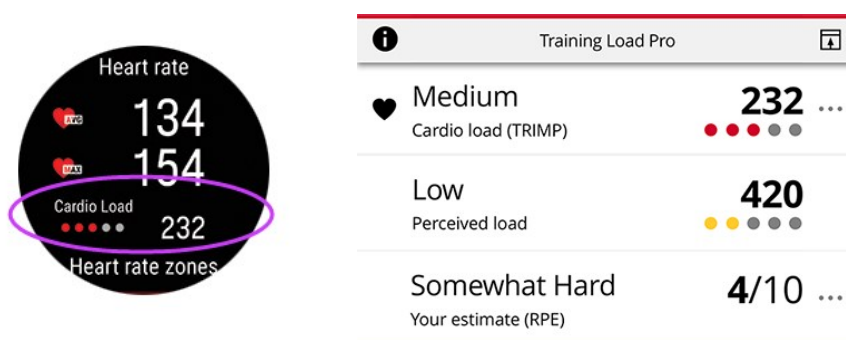 Heart rate
AVG 134
MAX 154
Cardio Load
232
Heart rate zones
Training Load Pro
Medium 232
Cardio load (TRIMP)
Low 420
Perceived load
Somewhat Hard 4/10
Your estimate (RPE)